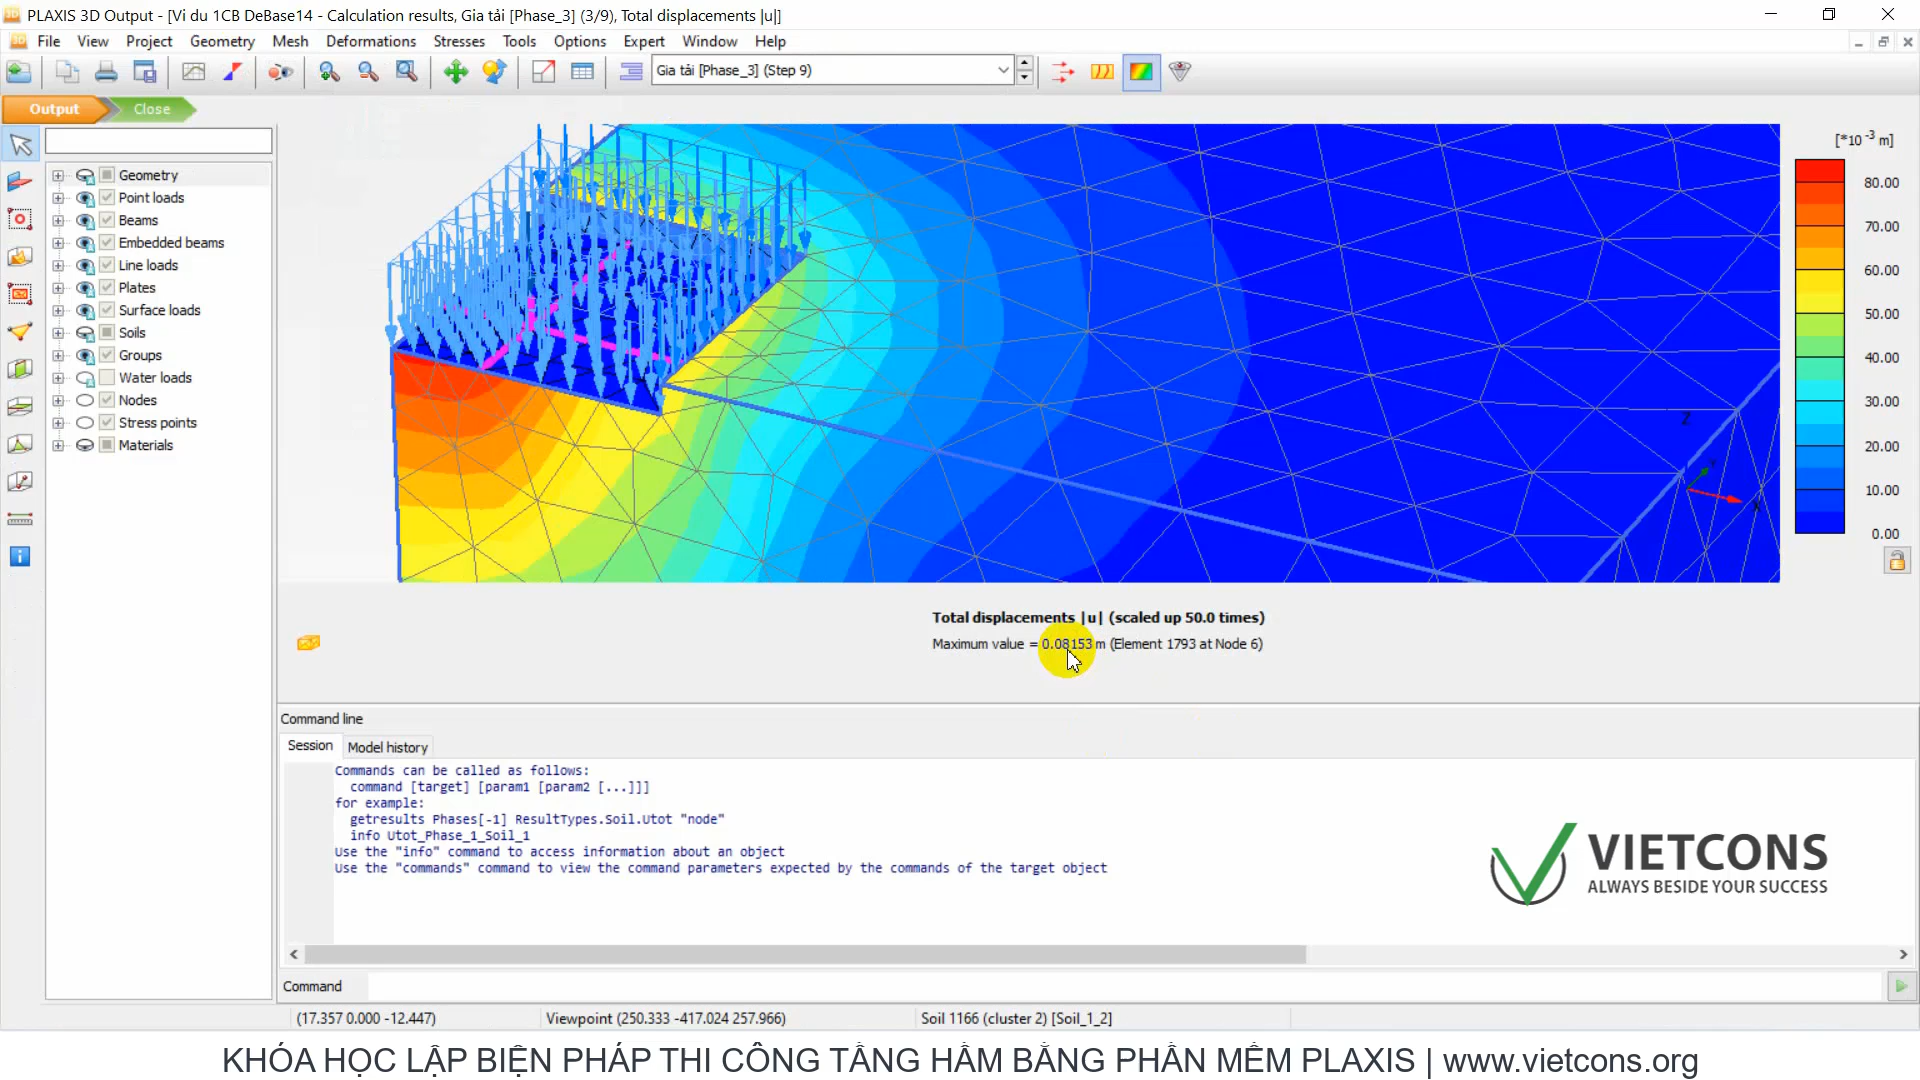 PLAXIS 3D Output - [Vi du 1CB DeBase14 - Calculation results, Gia tải [Phase_3] (3/9), Total displacements |u|]
File View Project Geometry Mesh Deformations Stresses Tools Options Expert Window Help
Gia tải [Phase_3] (Step 9)
Output Close
Geometry
Point loads
Beams
Embedded beams
Line loads
Plates
Surface loads
Soils
Groups
Water loads
Nodes
Stress points
Materials
[*10 -3 m]
80.00
70.00
60.00
50.00
40.00
30.00
20.00
10.00
0.00
Z
Y
X
Total displacements |u| (scaled up 50.0 times)
Maximum value = 0.08153 m (Element 1793 at Node 6)
Command line
Session Model history
Commands can be called as follows:
command [target] [param1 [param2 [...]]]
for example:
getresults Phases[-1] ResultTypes.Soil.Utot "node"
info Utot_Phase_1_Soil_1
Use the "info" command to access information about an object
Use the "commands" command to view the command parameters expected by the commands of the target object
VIETCONS
ALWAYS BESIDE YOUR SUCCESS
Command
(17.357 0.000 -12.447) Viewpoint (250.333 -417.024 257.966) Soil 1166 (cluster 2) [Soil_1_2]
KHÓA HỌC LẬP BIỆN PHÁP THI CÔNG TẦNG HẦM BẰNG PHẦN MỀM PLAXIS | www.vietcons.org